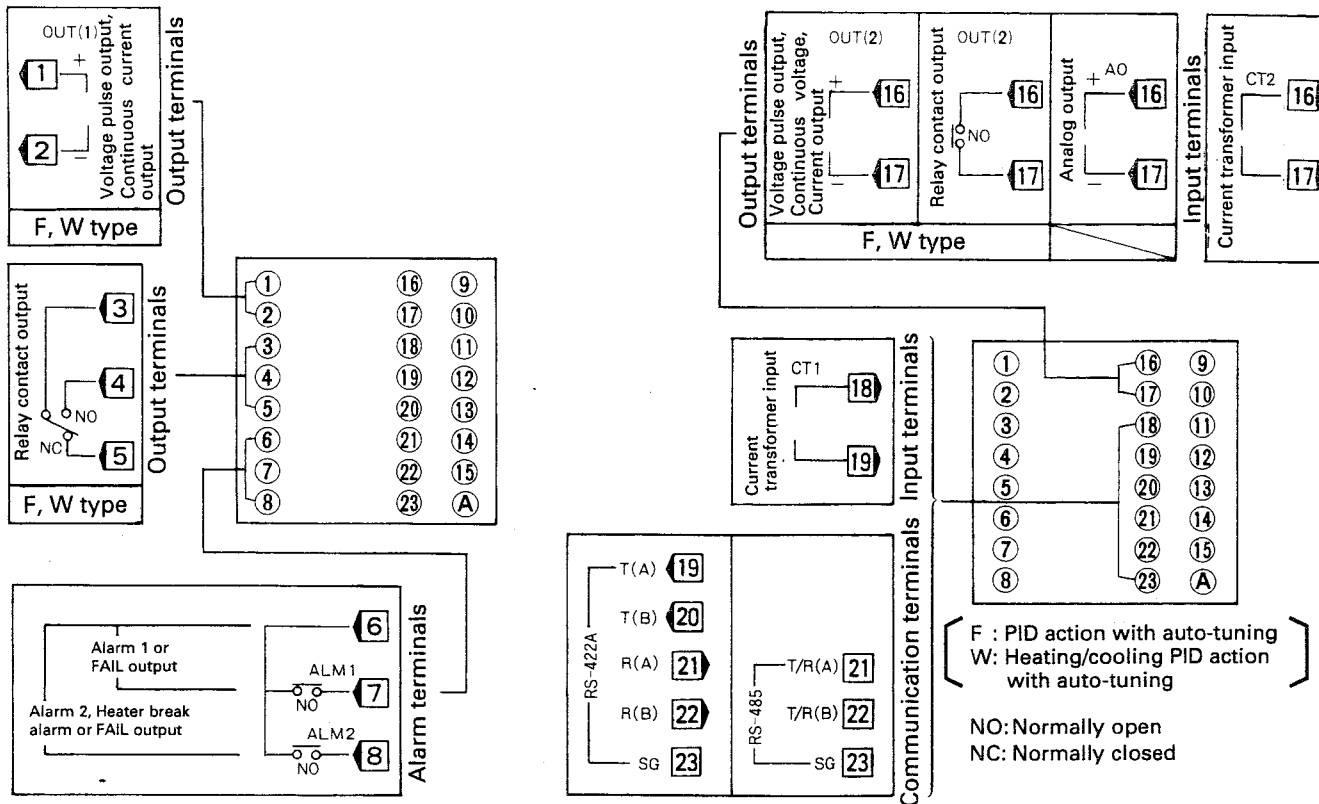 OUT(1)
1
+
2
−
Voltage pulse output,
Continuous current
output
F, W type
Output terminals
Relay contact output
3
4
NO
NC
5
F, W type
Output terminals
1 16 9
2 17 10
3 18 11
4 19 12
5 20 13
6 21 14
7 22 15
8 23 A
Alarm 1 or
FAIL output
Alarm 2, Heater break
alarm or FAIL output
6
ALM1
NO
7
ALM2
NO
8
Alarm terminals
Output terminals
Voltage pulse output,
Continuous voltage,
Current output
OUT(2)
+
16
−
17
Relay contact output
OUT(2)
16
NO
17
F, W type
Analog output
+ AO
16
−
17
Input terminals
Current transformer input
CT2
16
17
Current
transformer input
CT1
18
19
Input terminals
RS-422A
T(A) 19
T(B) 20
R(A) 21
R(B) 22
SG 23
RS-485
T/R(A) 21
T/R(B) 22
SG 23
Communication terminals
1 16 9
2 17 10
3 18 11
4 19 12
5 20 13
6 21 14
7 22 15
8 23 A
F : PID action with auto-tuning
W: Heating/cooling PID action
with auto-tuning
NO: Normally open
NC: Normally closed